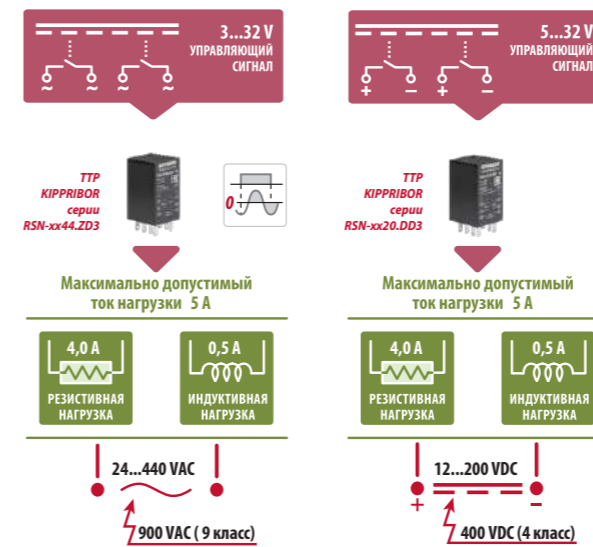 3...32 V
УПРАВЛЯЮЩИЙ
СИГНАЛ
~ ~ ~ ~
ТТР
KIPPRIBOR
серии
RSN-xx44.ZD3
0
Максимально допустимый
ток нагрузки 5 А
4,0 А
РЕЗИСТИВНАЯ
НАГРУЗКА
0,5 А
ИНДУКТИВНАЯ
НАГРУЗКА
24...440 VAC
900 VAC ( 9 класс)
5...32 V
УПРАВЛЯЮЩИЙ
СИГНАЛ
+ – + –
ТТР
KIPPRIBOR
серии
RSN-xx20.DD3
Максимально допустимый
ток нагрузки 5 А
4,0 А
РЕЗИСТИВНАЯ
НАГРУЗКА
0,5 А
ИНДУКТИВНАЯ
НАГРУЗКА
12...200 VDC
+ –
400 VDC (4 класс)